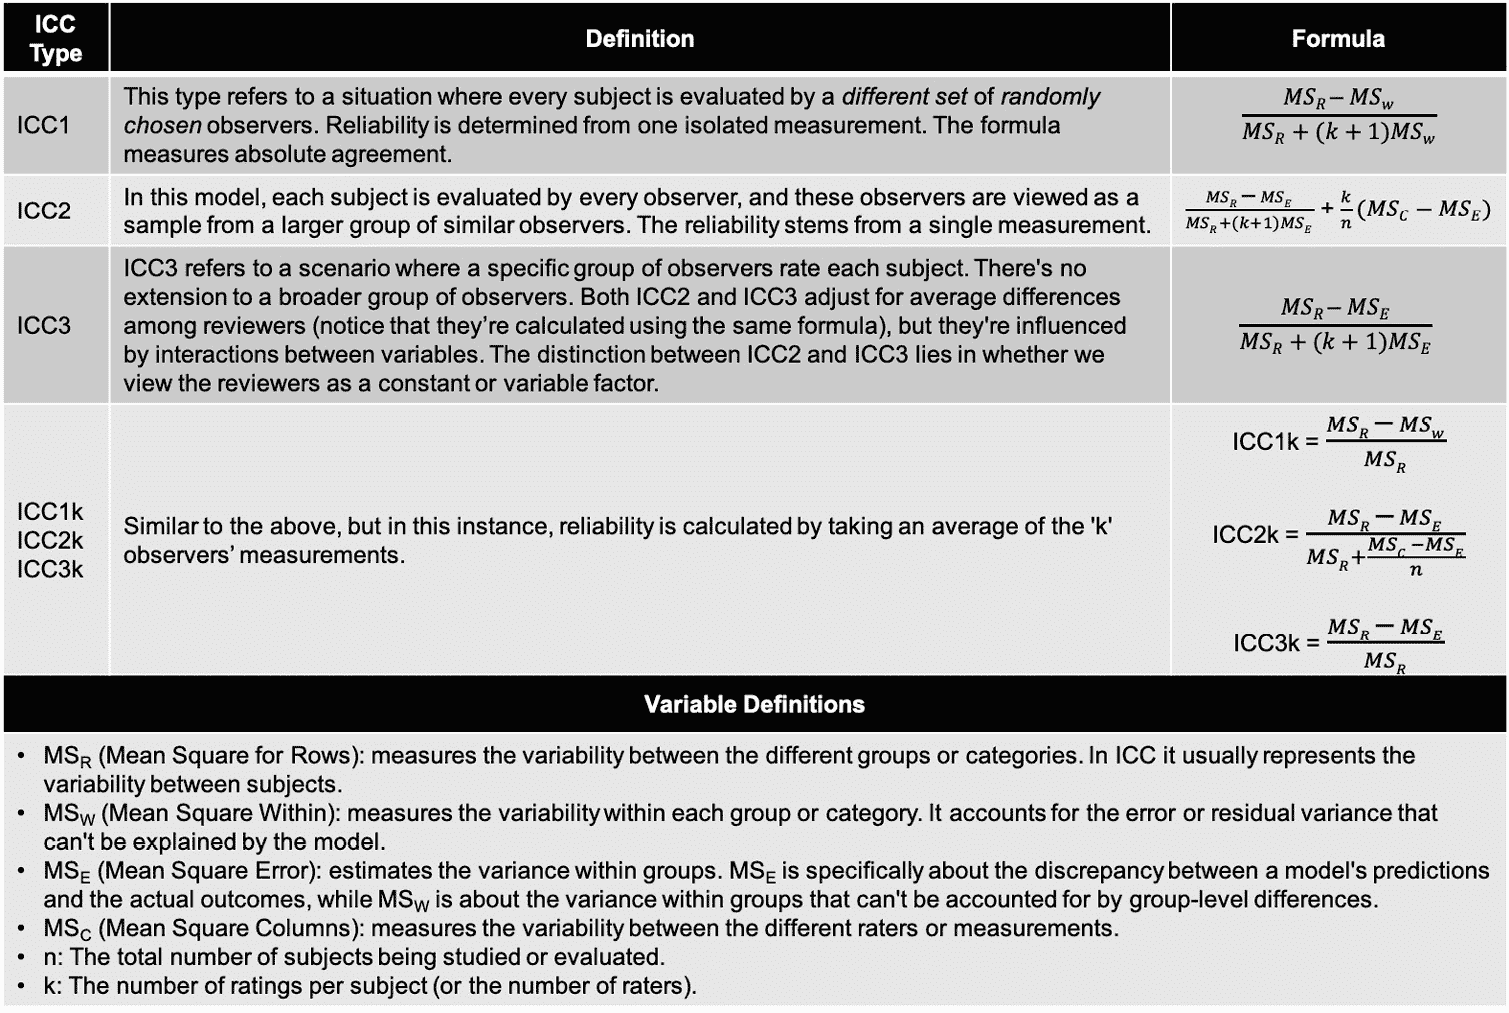 ICC Type Definition Formula
ICC1
This type refers to a situation where every subject is evaluated by a different set of randomly
chosen observers. Reliability is determined from one isolated measurement. The formula
measures absolute agreement.
MS_R − MS_w
MS_R + (k + 1)MS_w
ICC2
In this model, each subject is evaluated by every observer, and these observers are viewed as a
sample from a larger group of similar observers. The reliability stems from a single measurement.
MS_R − MS_E
MS_R+(k+1)MS_E
+ k/n (MS_C − MS_E)
ICC3
ICC3 refers to a scenario where a specific group of observers rate each subject. There's no
extension to a broader group of observers. Both ICC2 and ICC3 adjust for average differences
among reviewers (notice that they’re calculated using the same formula), but they're influenced
by interactions between variables. The distinction between ICC2 and ICC3 lies in whether we
view the reviewers as a constant or variable factor.
MS_R − MS_E
MS_R + (k + 1)MS_E
ICC1k
ICC2k
ICC3k
Similar to the above, but in this instance, reliability is calculated by taking an average of the 'k'
observers’ measurements.
ICC1k = (MS_R − MS_w) / MS_R
ICC2k = (MS_R − MS_E) / (MS_R + (MS_C − MS_E)/n)
ICC3k = (MS_R − MS_E) / MS_R
Variable Definitions
• MS_R (Mean Square for Rows): measures the variability between the different groups or categories. In ICC it usually represents the
variability between subjects.
• MS_W (Mean Square Within): measures the variability within each group or category. It accounts for the error or residual variance that
can't be explained by the model.
• MS_E (Mean Square Error): estimates the variance within groups. MS_E is specifically about the discrepancy between a model's predictions
and the actual outcomes, while MS_W is about the variance within groups that can't be accounted for by group-level differences.
• MS_C (Mean Square Columns): measures the variability between the different raters or measurements.
• n: The total number of subjects being studied or evaluated.
• k: The number of ratings per subject (or the number of raters).